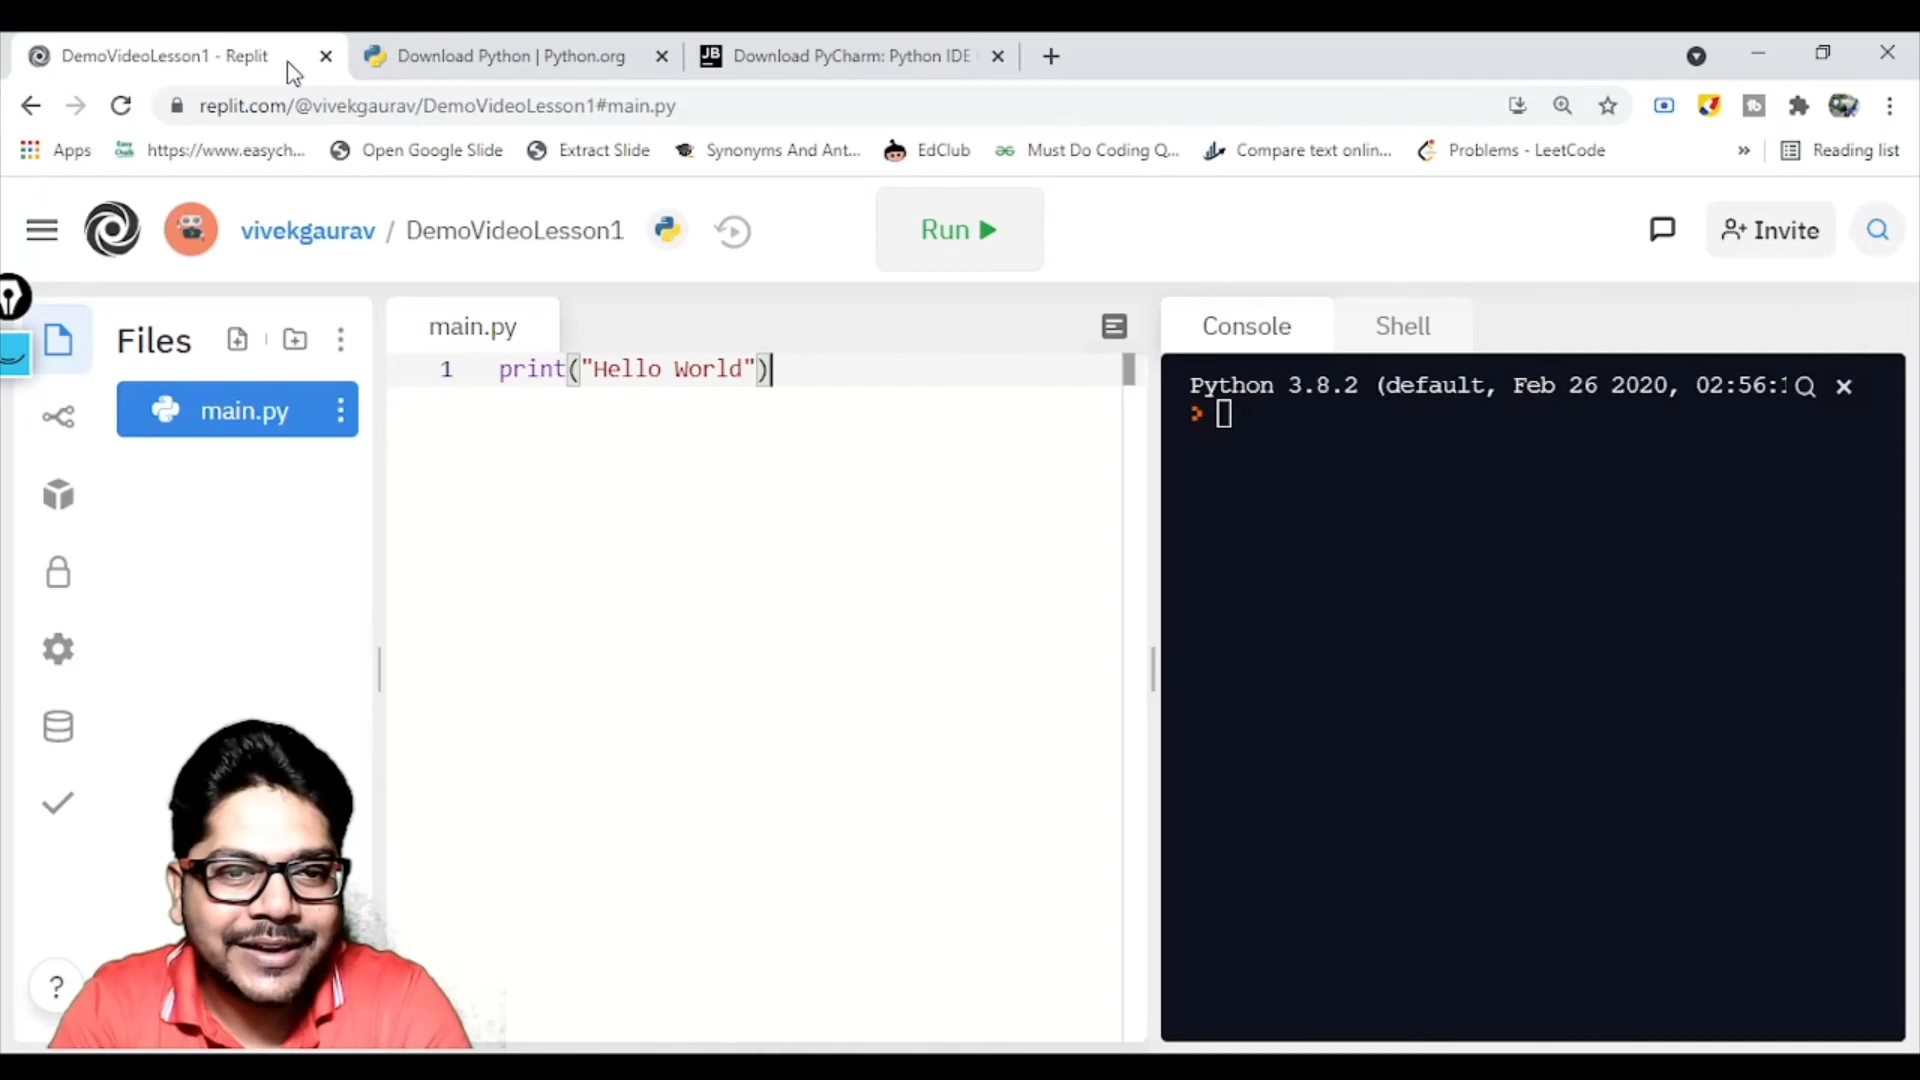 DemoVideoLesson1 - Replit
Download Python | Python.org
JB
Download PyCharm: Python IDE
replit.com/@vivekgaurav/DemoVideoLesson1#main.py
Apps
https://www.easych...
Open Google Slide
Extract Slide
Synonyms And Ant...
EdClub
Must Do Coding Q...
Compare text onlin...
Problems - LeetCode
»
Reading list
vivekgaurav / DemoVideoLesson1
Run
Invite
Files
main.py
main.py
1 print("Hello World")
Console
Shell
Python 3.8.2 (default, Feb 26 2020, 02:56:1
?